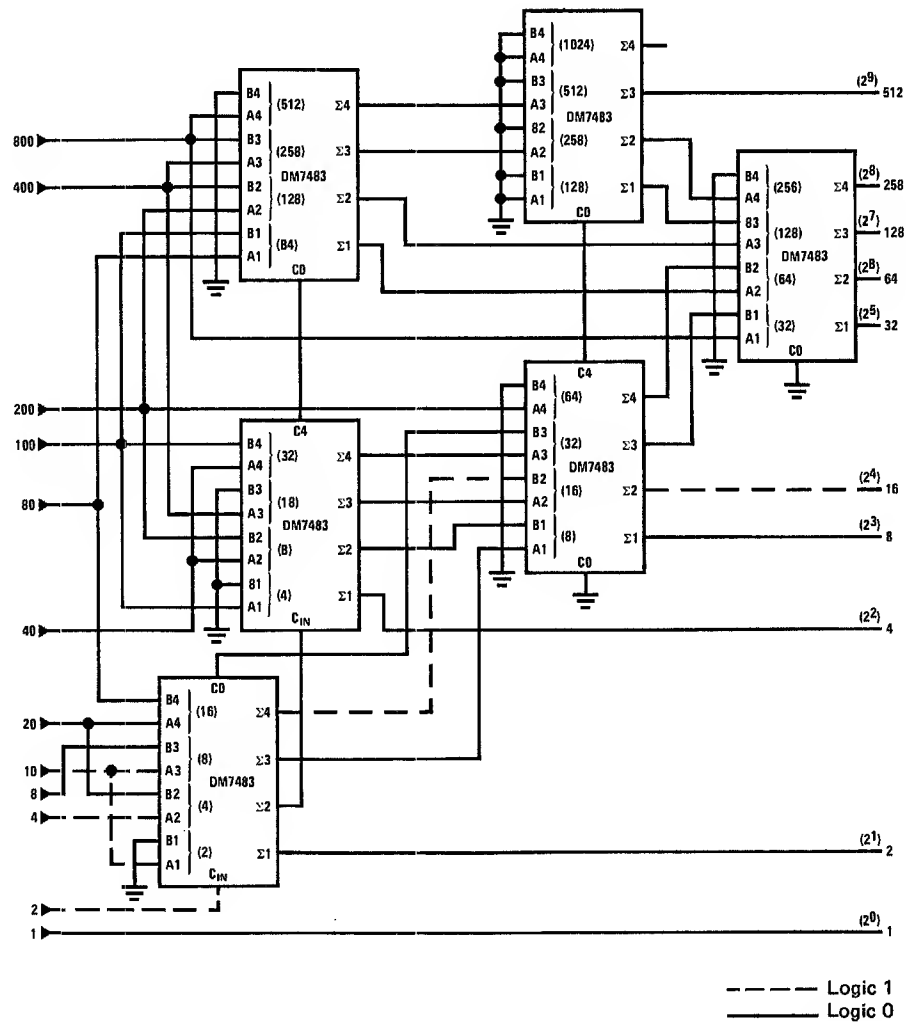 B4
A4
B3
A3
B2
A2
B1
A1
(1024)
(512)
(258)
(128)
DM7483
Σ4
Σ3
Σ2
Σ1
C0
(2⁹)
512
B4
A4
B3
A3
B2
A2
B1
A1
(512)
(258)
(128)
(B4)
DM7483
Σ4
Σ3
Σ2
Σ1
C0
800
400
B4
A4
B3
A3
B2
A2
B1
A1
(256)
(128)
(64)
(32)
DM7483
Σ4
Σ3
Σ2
Σ1
C0
(2⁸)
258
(2⁷)
128
(2⁸)
64
(2⁵)
32
200
100
80
40
C4
B4
A4
B3
A3
B2
A2
B1
A1
(32)
(18)
(8)
(4)
DM7483
Σ4
Σ3
Σ2
Σ1
CIN
C4
B4
A4
B3
A3
B2
A2
B1
A1
(64)
(32)
(16)
(8)
DM7483
Σ4
Σ3
Σ2
Σ1
C0
(2⁴)
16
(2³)
8
(2²)
4
20
10
8
4
2
1
C0
B4
A4
B3
A3
B2
A2
B1
A1
(16)
(8)
(4)
(2)
DM7483
Σ4
Σ3
Σ2
Σ1
CIN
(2¹)
2
(2⁰)
1
Logic 1
Logic 0